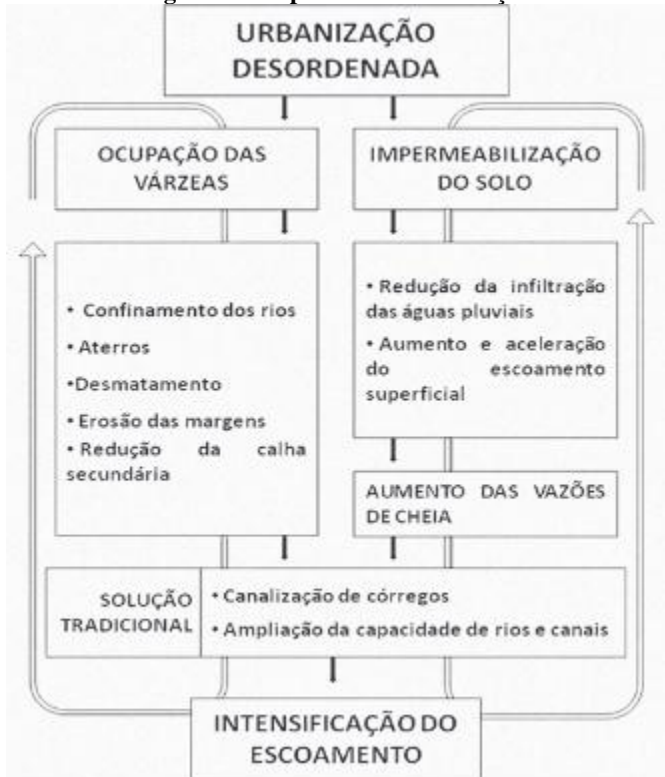 URBANIZAÇÃO
DESORDENADA
OCUPAÇÃO DAS
VÁRZEAS
IMPERMEABILIZAÇÃO
DO SOLO
• Confinamento dos rios
• Aterros
•Desmatamento
• Erosão das margens
• Redução da calha
secundária
• Redução da infiltração
das águas pluviais
• Aumento e aceleração
do escoamento
superficial
AUMENTO DAS VAZÕES
DE CHEIA
SOLUÇÃO
TRADICIONAL
• Canalização de córregos
• Ampliação da capacidade de rios e canais
INTENSIFICAÇÃO DO
ESCOAMENTO